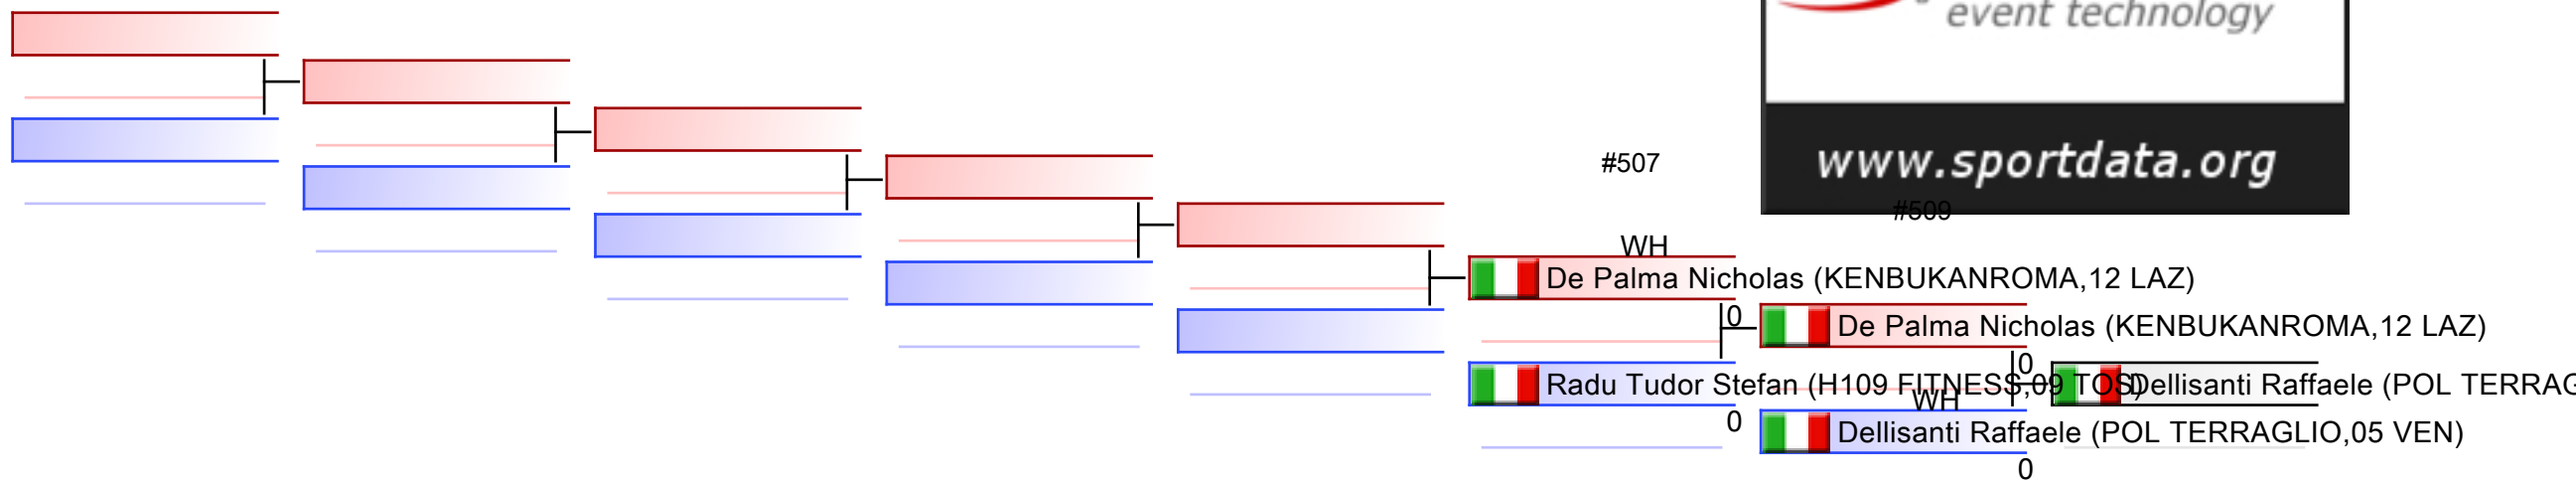 event technology
www.sportdata.org
#507
#509
WH
De Palma Nicholas (KENBUKANROMA,12 LAZ)
0
De Palma Nicholas (KENBUKANROMA,12 LAZ)
0
Radu Tudor Stefan (H109 FITNESS,09 TOS)
Dellisanti Raffaele (POL TERRAG
WH
0
Dellisanti Raffaele (POL TERRAGLIO,05 VEN)
0